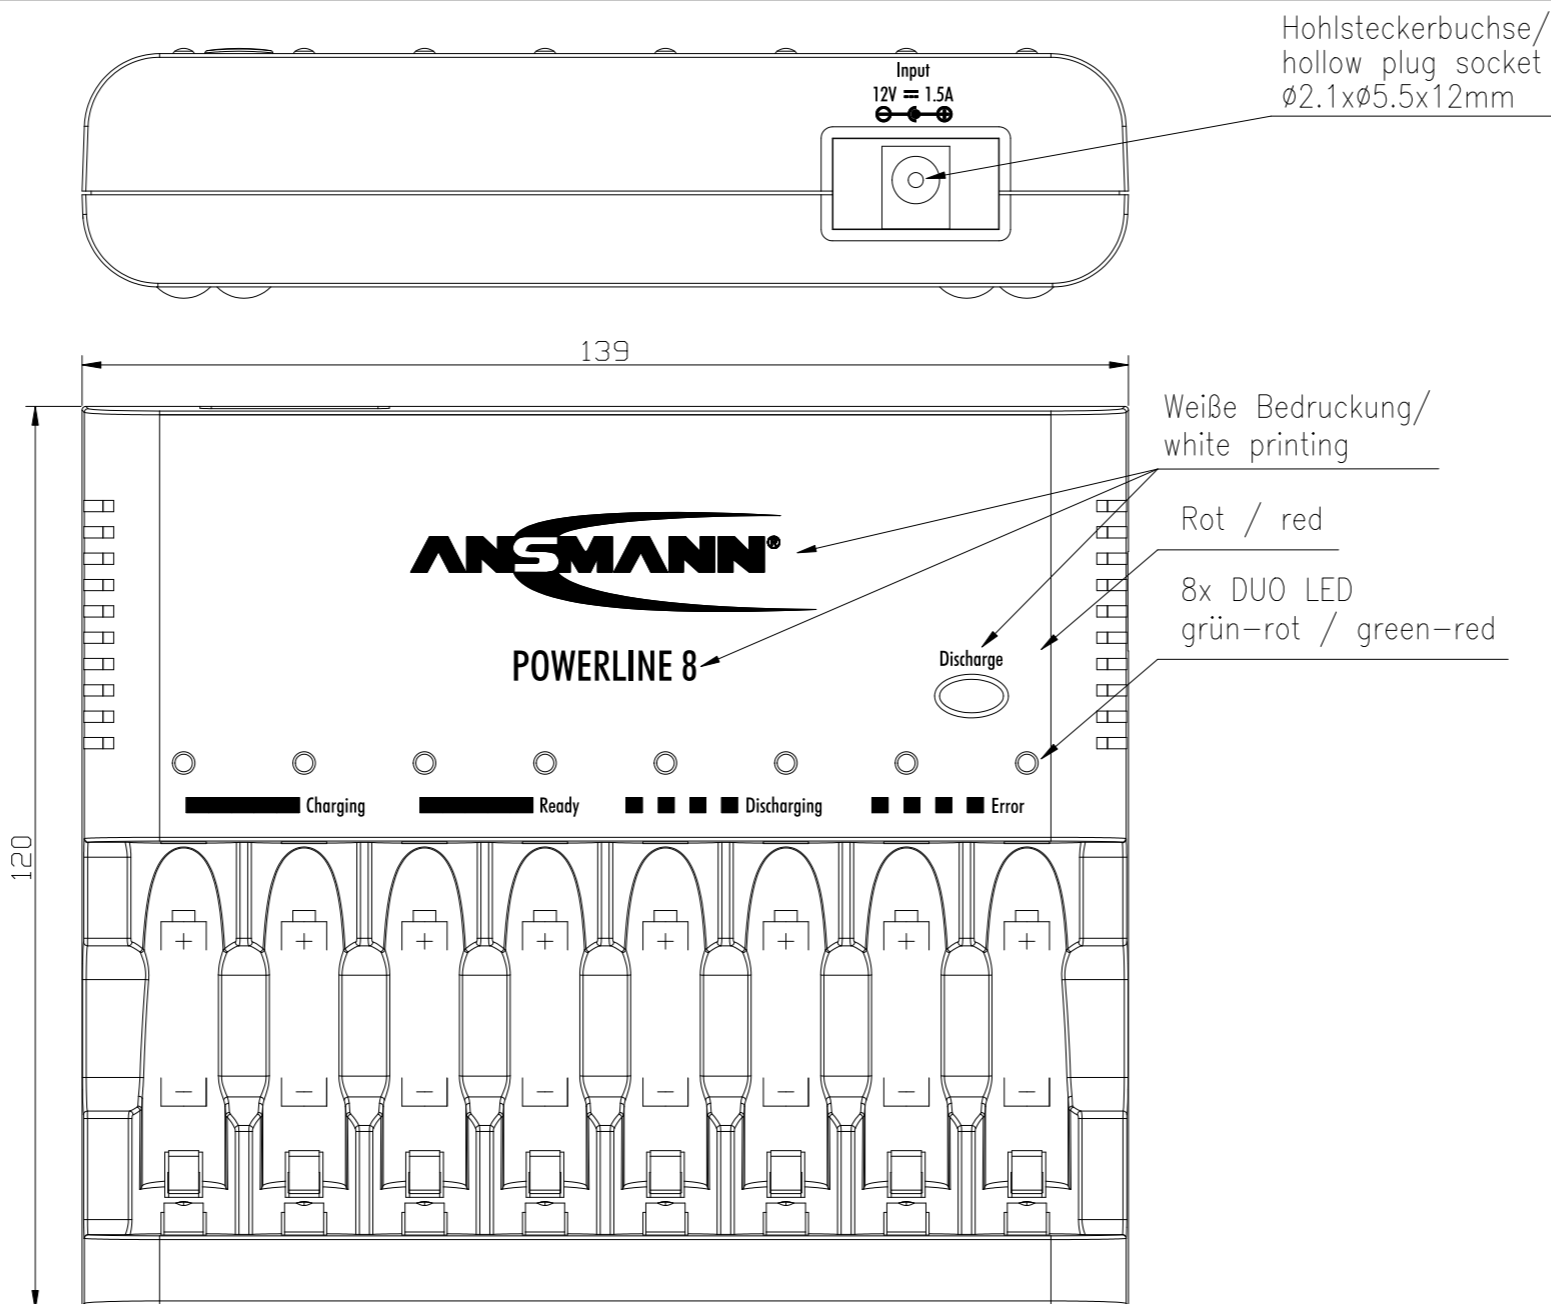 Hohlsteckerbuchse/
hollow plug socket
ø2.1xø5.5x12mm
Input
12V ⎓ 1.5A
139
Weiße Bedruckung/
white printing
ANSMANN®
Rot / red
8x DUO LED
grün-rot / green-red
POWERLINE 8
Discharge
Charging Ready Discharging Error
120
+ + + + + + + +
- - - - - - - -